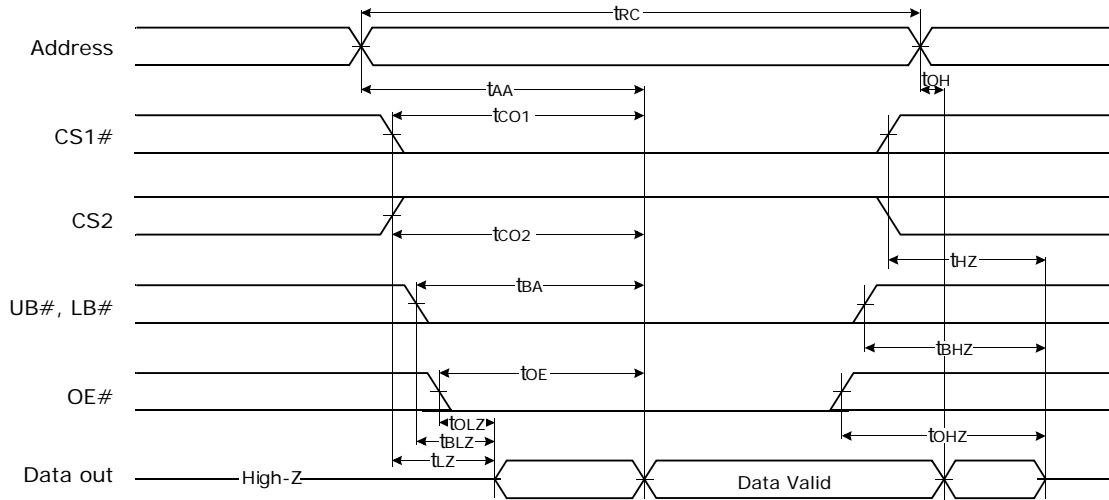 tRC
Address
tOH
tAA
tCO1
CS1#
CS2
tCO2
tHZ
tBA
UB#, LB#
tBHZ
tOE
OE#
tOLZ
tOHZ
tBLZ
tLZ
Data out
High-Z
Data Valid